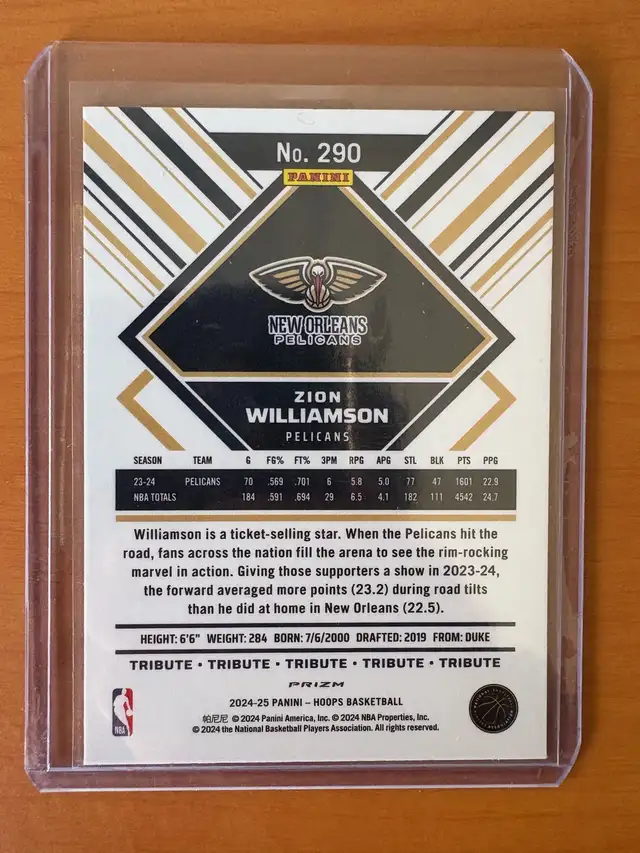 No. 290
PANINI
NEW ORLEANS
PELICANS
ZION
WILLIAMSON
PELICANS
SEASON TEAM G FG% FT% 3PM RPG APG STL BLK PTS PPG
23-24 PELICANS 70 .569 .701 6 5.8 5.0 77 47 1601 22.9
NBA TOTALS 184 .591 .694 29 6.5 4.1 182 111 4542 24.7
Williamson is a ticket-selling star. When the Pelicans hit the
road, fans across the nation fill the arena to see the rim-rocking
marvel in action. Giving those supporters a show in 2023-24,
the forward averaged more points (23.2) during road tilts
than he did at home in New Orleans (22.5).
HEIGHT: 6'6" WEIGHT: 284 BORN: 7/6/2000 DRAFTED: 2019 FROM: DUKE
TRIBUTE • TRIBUTE • TRIBUTE • TRIBUTE • TRIBUTE
PRIZM
2024-25 PANINI – HOOPS BASKETBALL
帕尼尼 © 2024 Panini America, Inc. © 2024 NBA Properties, Inc.
© 2024 the National Basketball Players Association. All rights reserved.
NBA